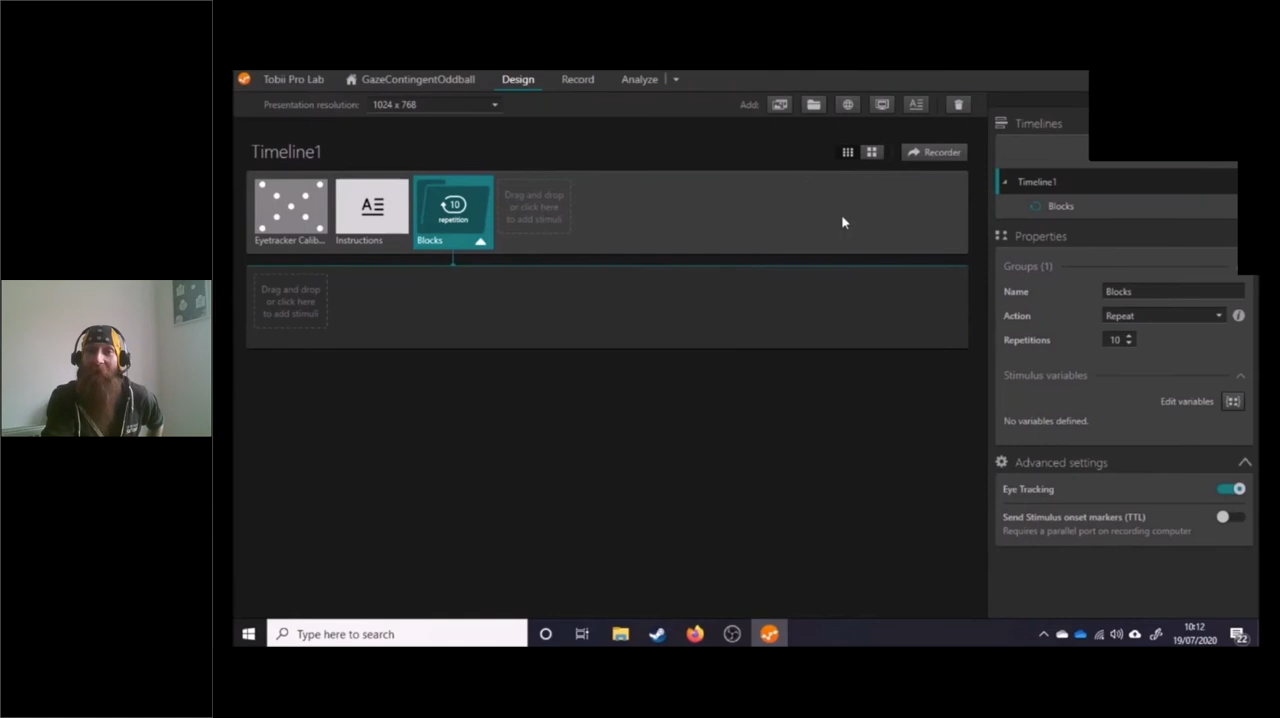 Tobii Pro Lab GazeContingentOddball Design Record Analyze
Presentation resolution: 1024 x 768 Add:
Timeline1 Recorder
10
repetition
Eyetracker Calib... Instructions Blocks
Drag and drop
or click here
to add stimuli
Drag and drop
or click here
to add stimuli
Timelines
Timeline1
Blocks
Properties
Groups (1)
Name Blocks
Action Repeat
Repetitions 10
Stimulus variables
Edit variables
No variables defined.
Advanced settings
Eye Tracking
Send Stimulus onset markers (TTL)
Requires a parallel port on recording computer
Type here to search
10:12
19/07/2020
22